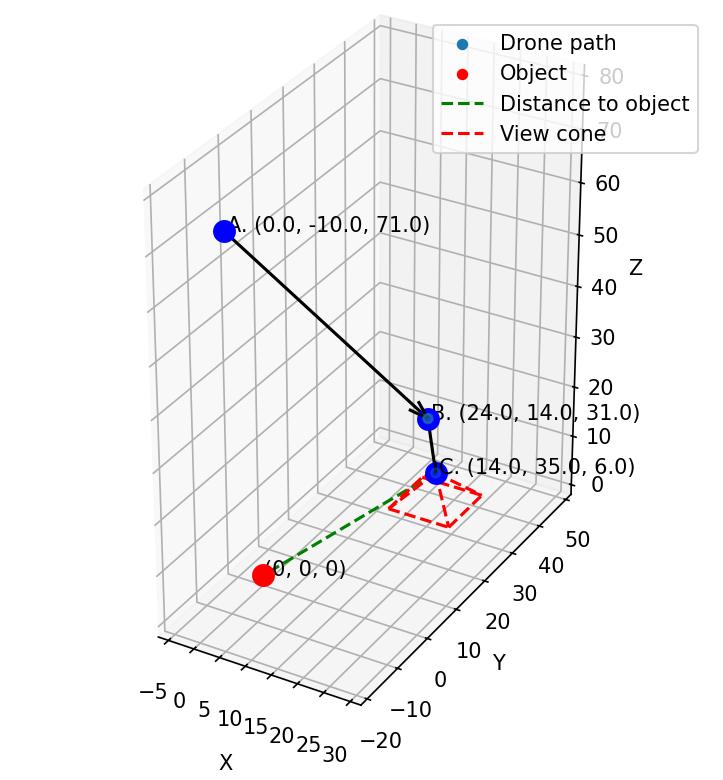 Drone path
Object
Distance to object
View cone
80
70
60
50
40
30
20
10
0
Z
A. (0.0, -10.0, 71.0)
B. (24.0, 14.0, 31.0)
C. (14.0, 35.0, 6.0)
(0, 0, 0)
50
40
30
20
10
0
−10
−20
Y
−5
0
5
10
15
20
25
30
X